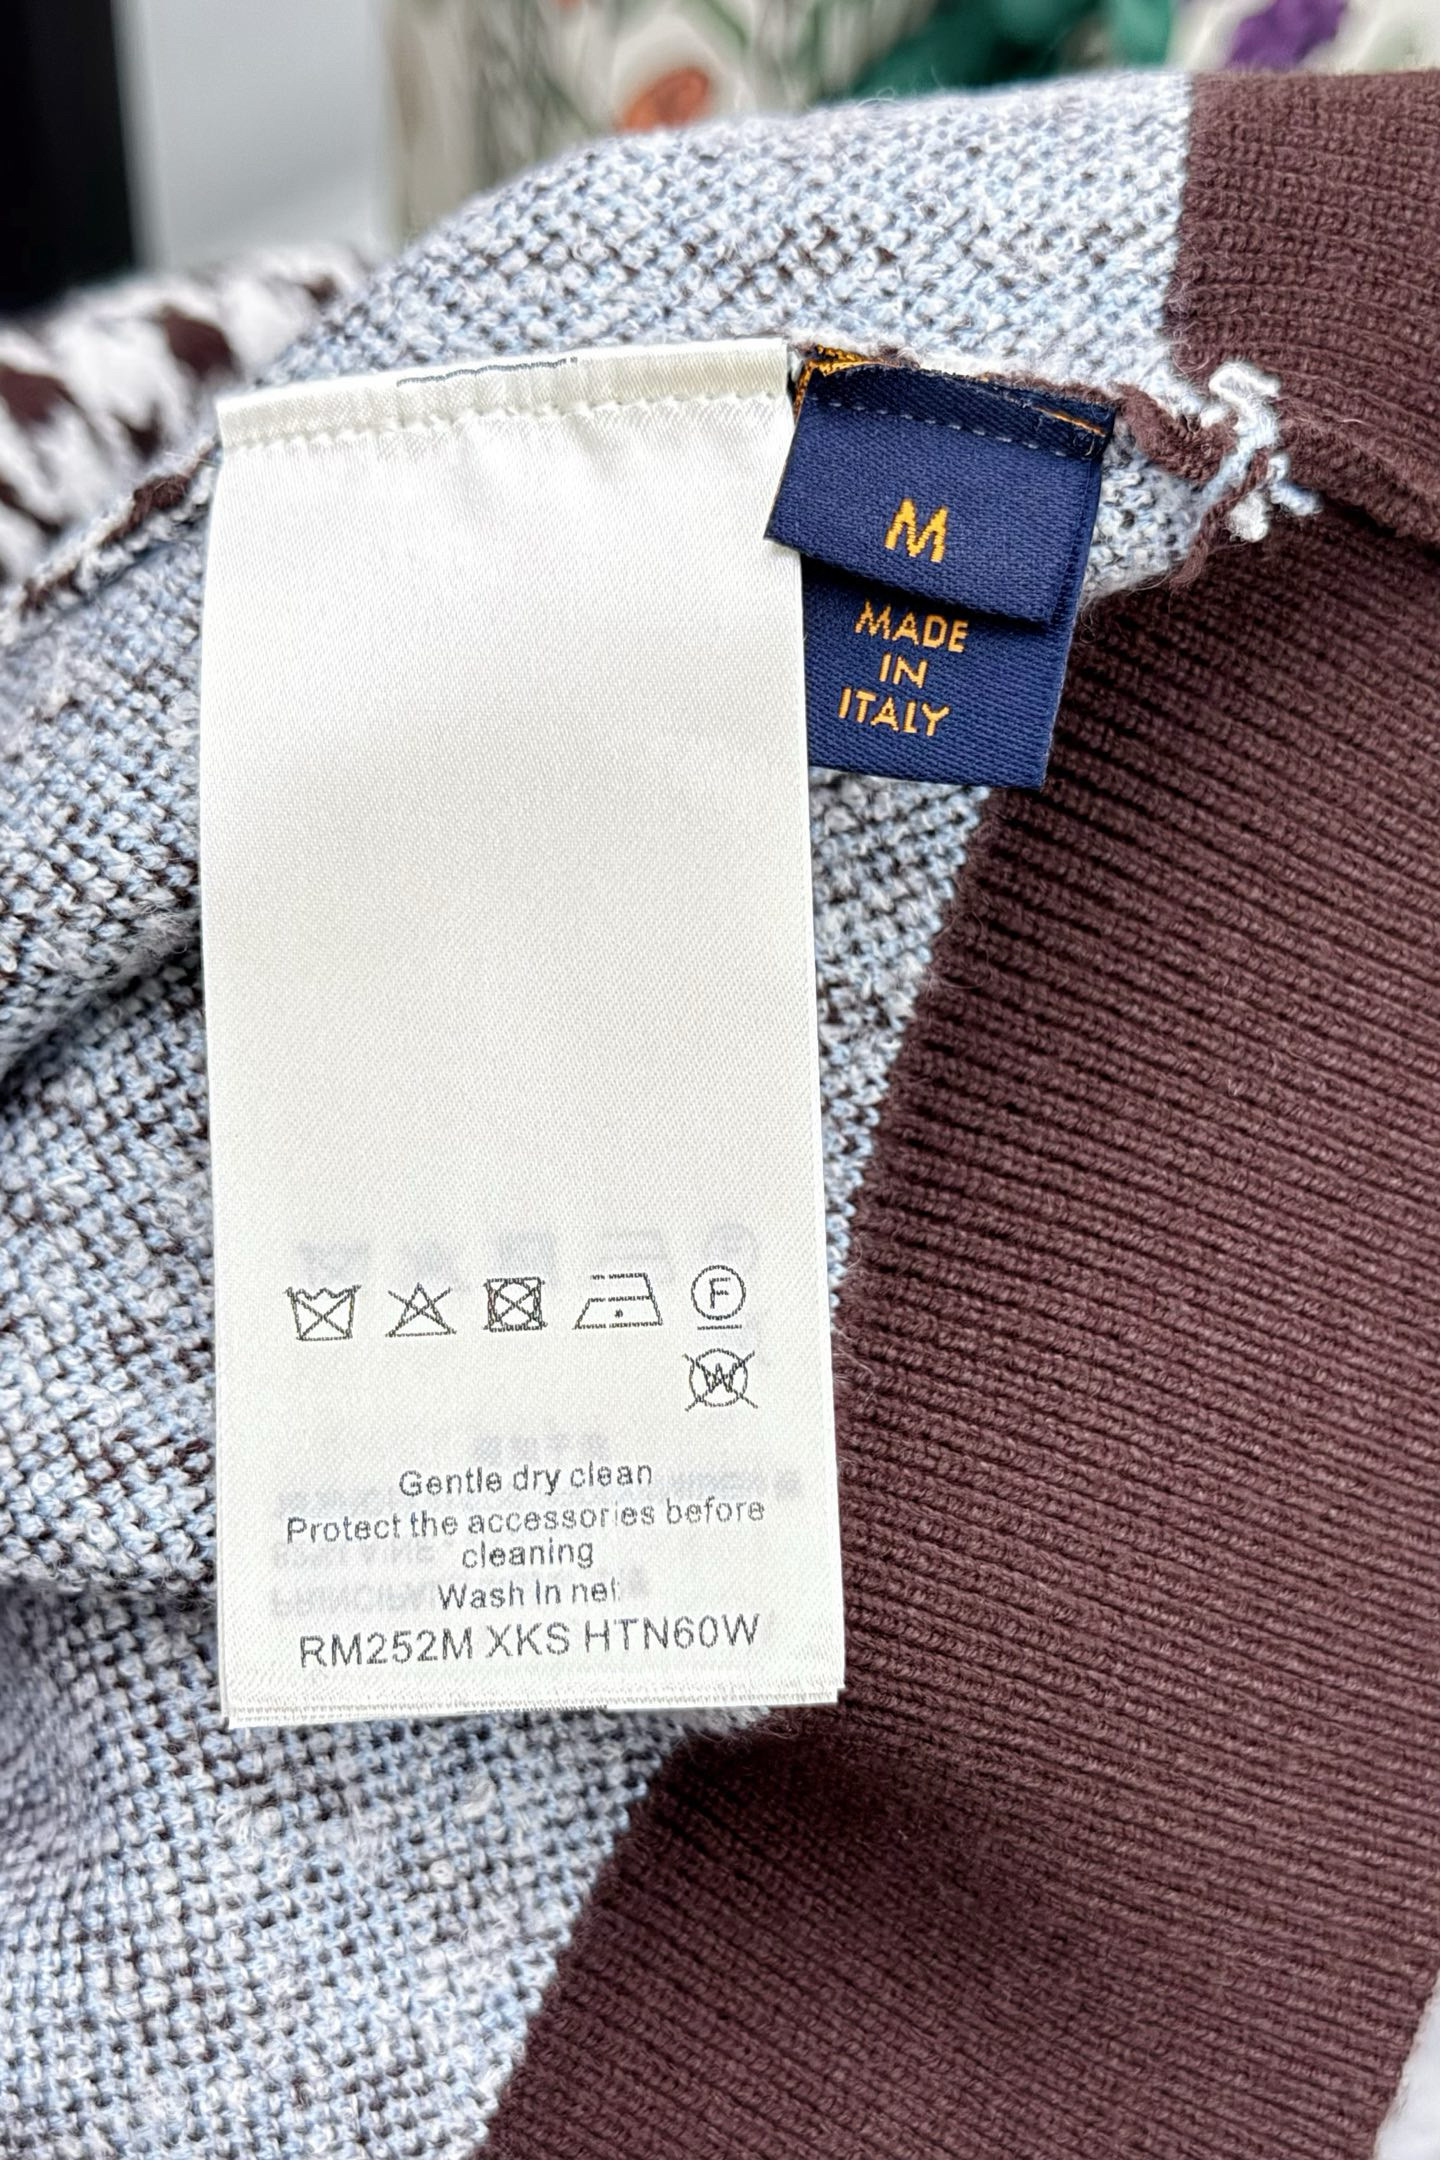 M
MADE
IN
ITALY
F
W
Gentle dry clean
Protect the accessories before
cleaning
Wash in net
RM252M XKS HTN60W